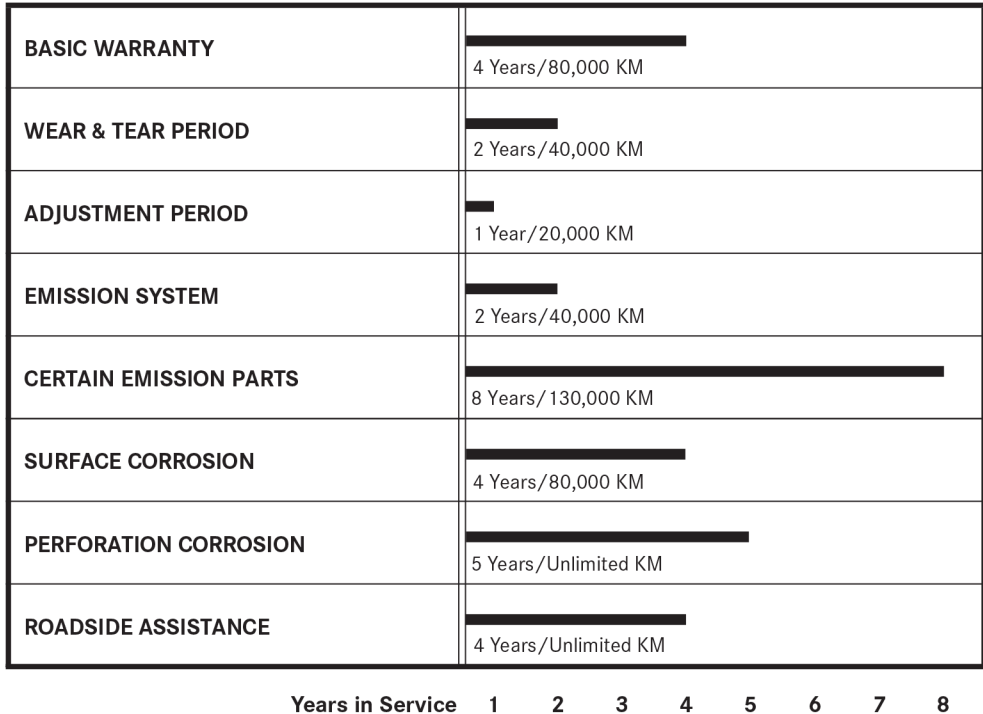 BASIC WARRANTY
4 Years/80,000 KM
WEAR & TEAR PERIOD
2 Years/40,000 KM
ADJUSTMENT PERIOD
1 Year/20,000 KM
EMISSION SYSTEM
2 Years/40,000 KM
CERTAIN EMISSION PARTS
8 Years/130,000 KM
SURFACE CORROSION
4 Years/80,000 KM
PERFORATION CORROSION
5 Years/Unlimited KM
ROADSIDE ASSISTANCE
4 Years/Unlimited KM
Years in Service 1 2 3 4 5 6 7 8